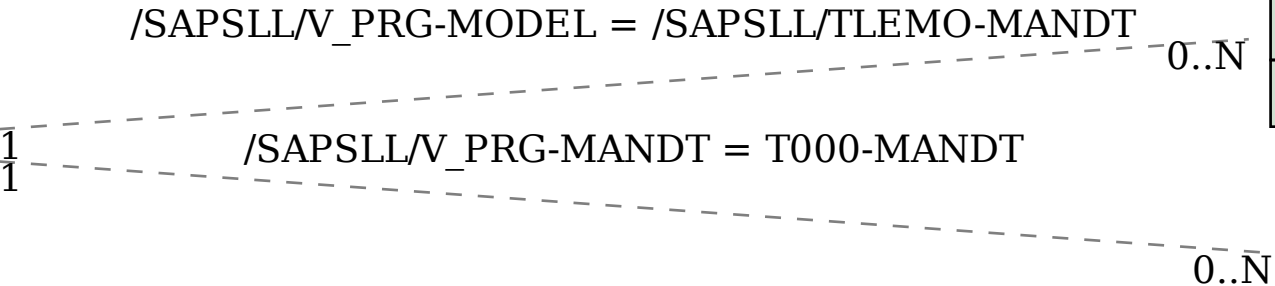 /SAPSLL/V_PRG-MODEL = /SAPSLL/TLEMO-MANDT
0..N
1
/SAPSLL/V_PRG-MANDT = T000-MANDT
1
0..N